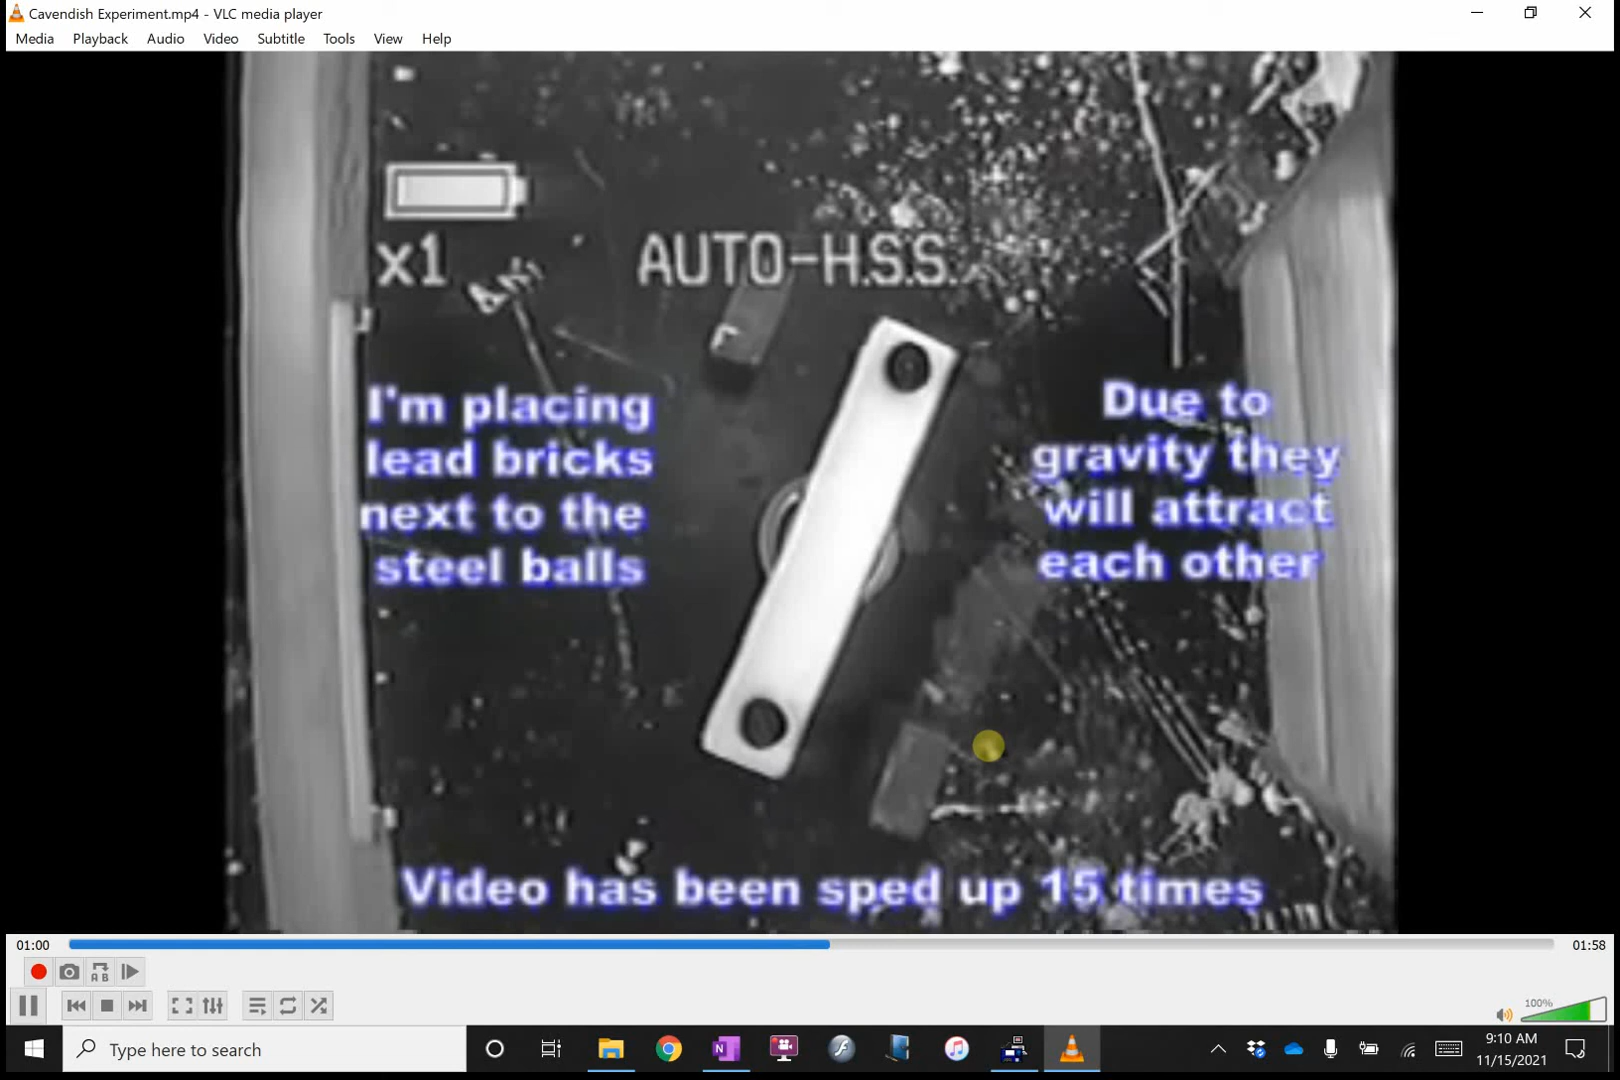 Cavendish Experiment.mp4 - VLC media player
Media Playback Audio Video Subtitle Tools View Help
x1 AUTO-H.S.S.
I'm placing
lead bricks
next to the
steel balls
Due to
gravity they
will attract
each other
Video has been sped up 15 times
01:00 01:58
100%
Type here to search
9:10 AM
11/15/2021